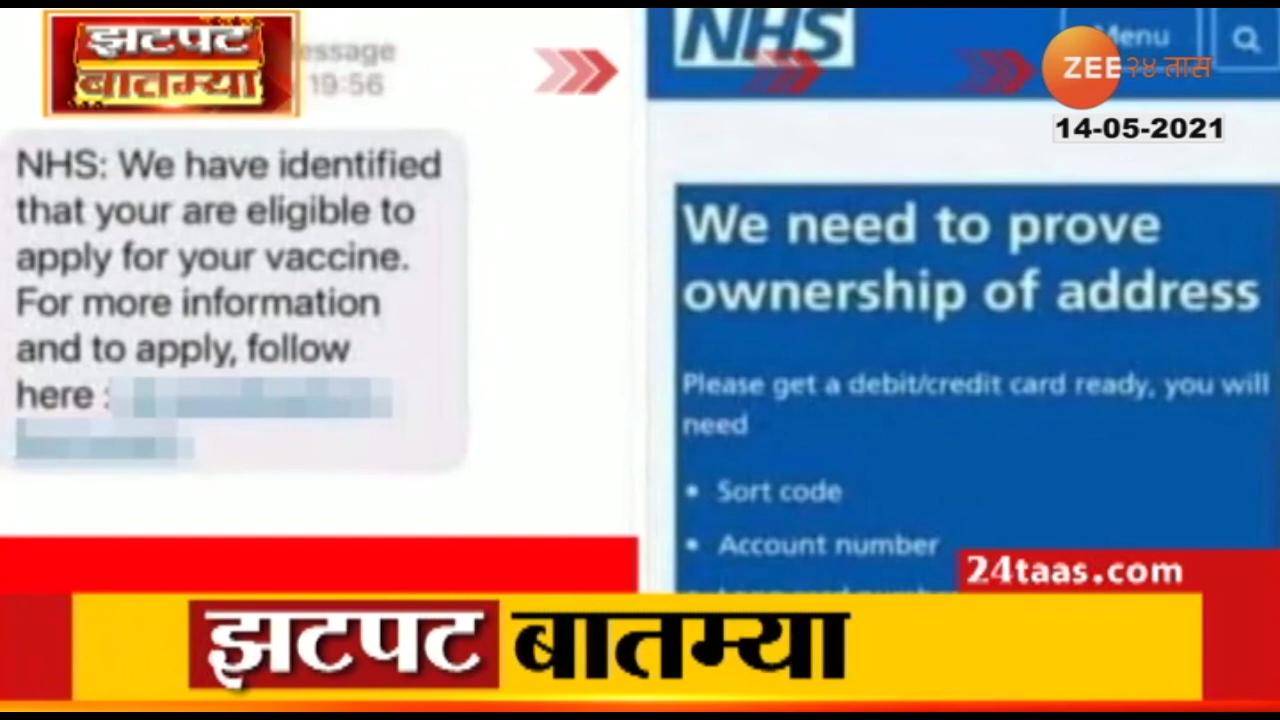 झटपट
बातम्या
essage
19:56
NHS: We have identified
that your are eligible to
apply for your vaccine.
For more information
and to apply, follow
here :
NHS
Menu
ZEE २४ तास
14-05-2021
We need to prove
ownership of address
Please get a debit/credit card ready, you will
need
• Sort code
• Account number
24taas.com
झटपट बातम्या